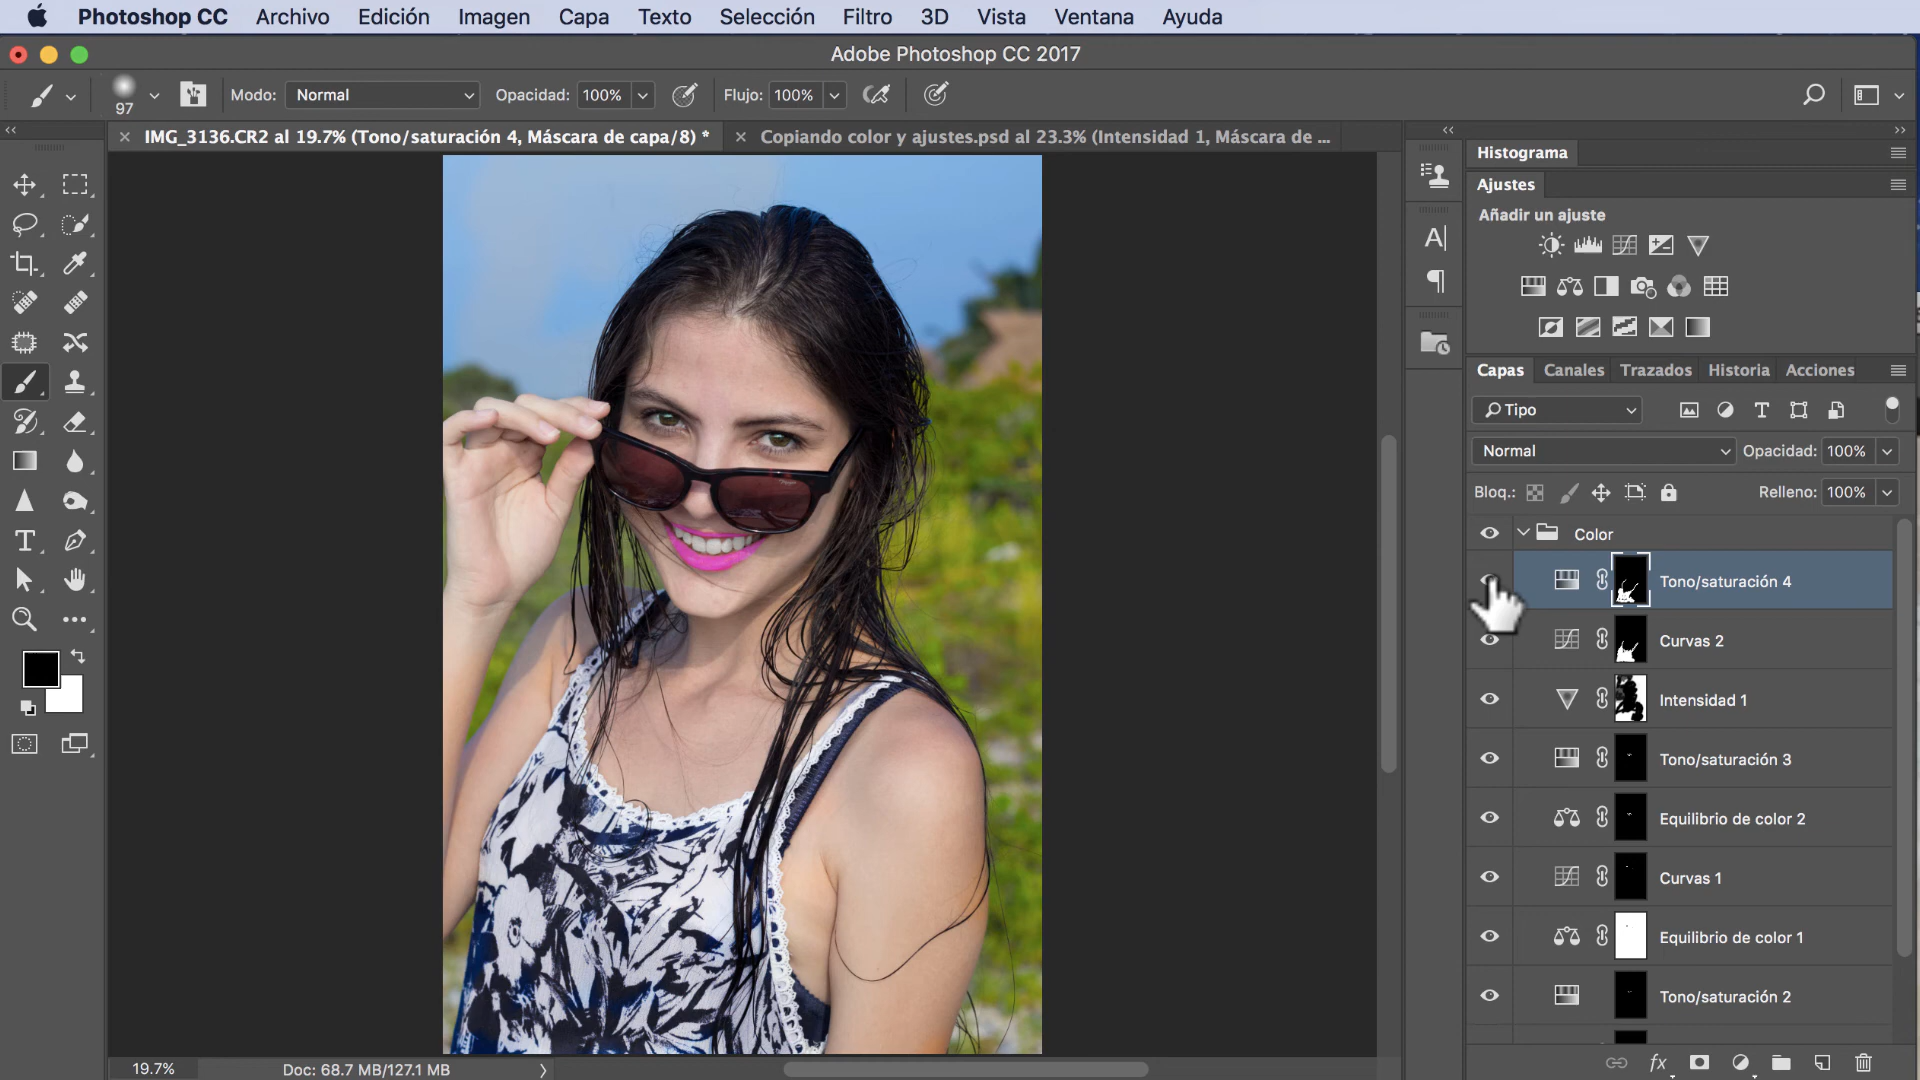 Photoshop CC Archivo Edición Imagen Capa Texto Selección Filtro 3D Vista Ventana Ayuda
Adobe Photoshop CC 2017
97 Modo: Normal Opacidad: 100% Flujo: 100%
IMG_3136.CR2 al 19.7% (Tono/saturación 4, Máscara de capa/8) * Copiando color y ajustes.psd al 23.3% (Intensidad 1, Máscara de ...
Histograma
Ajustes
Añadir un ajuste
Capas Canales Trazados Historia Acciones
Tipo
Normal Opacidad: 100%
Bloq.: Relleno: 100%
Color
Tono/saturación 4
Curvas 2
Intensidad 1
Tono/saturación 3
Equilibrio de color 2
Curvas 1
Equilibrio de color 1
Tono/saturación 2
19.7% Doc: 68.7 MB/127.1 MB